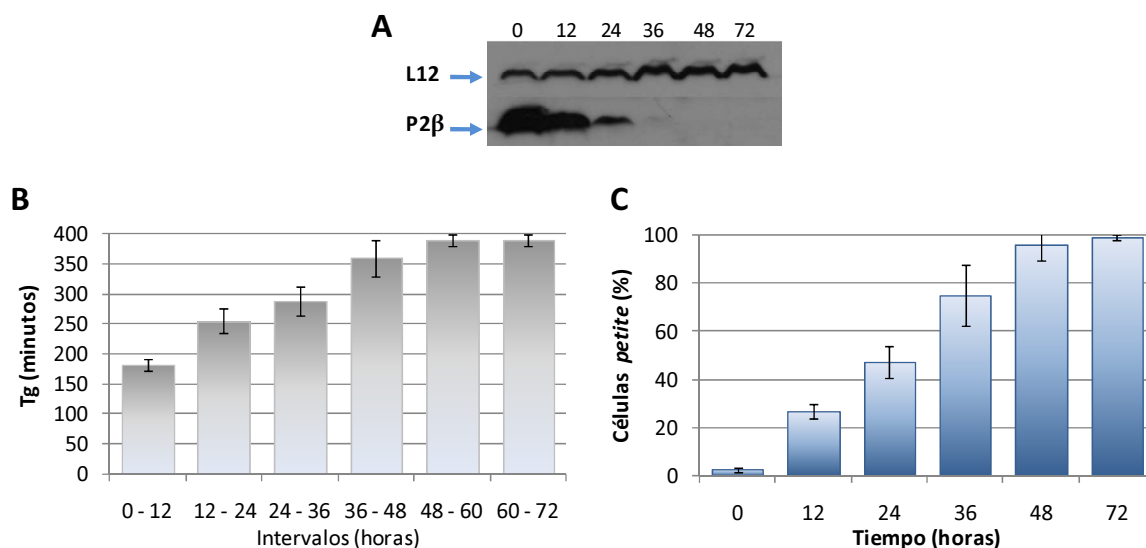 A
0 12 24 36 48 72
L12
P2β
B
Tg (minutos)
400
350
300
250
200
150
100
50
0
0 - 12 12 - 24 24 - 36 36 - 48 48 - 60 60 - 72
Intervalos (horas)
C
Células petite (%)
100
80
60
40
20
0
0 12 24 36 48 72
Tiempo (horas)